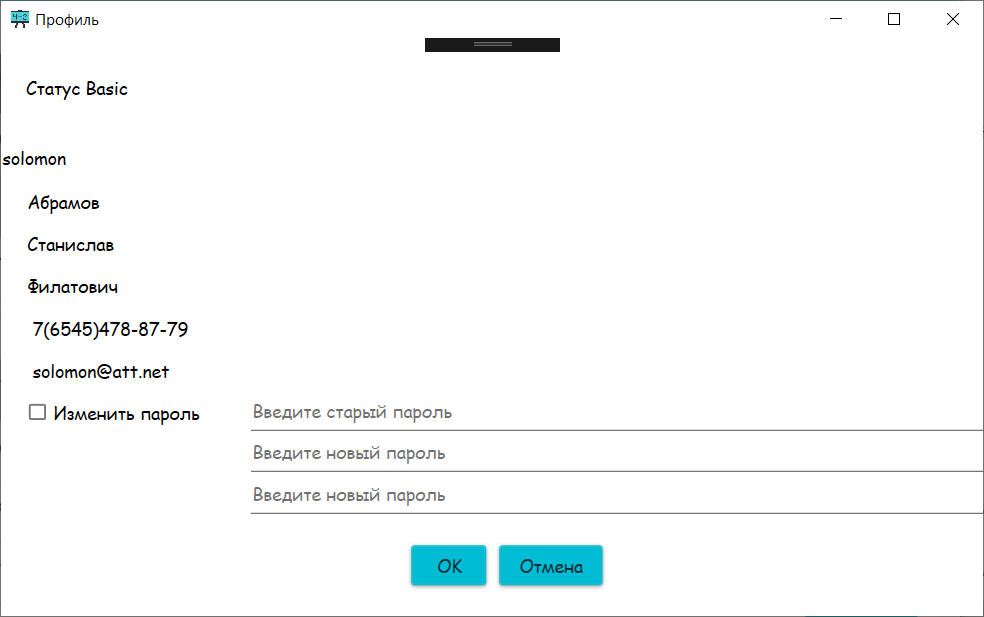 Профиль
Статус Basic
solomon
Абрамов
Станислав
Филатович
7(6545)478-87-79
solomon@att.net
Изменить пароль
Введите старый пароль
Введите новый пароль
Введите новый пароль
OK
Отмена